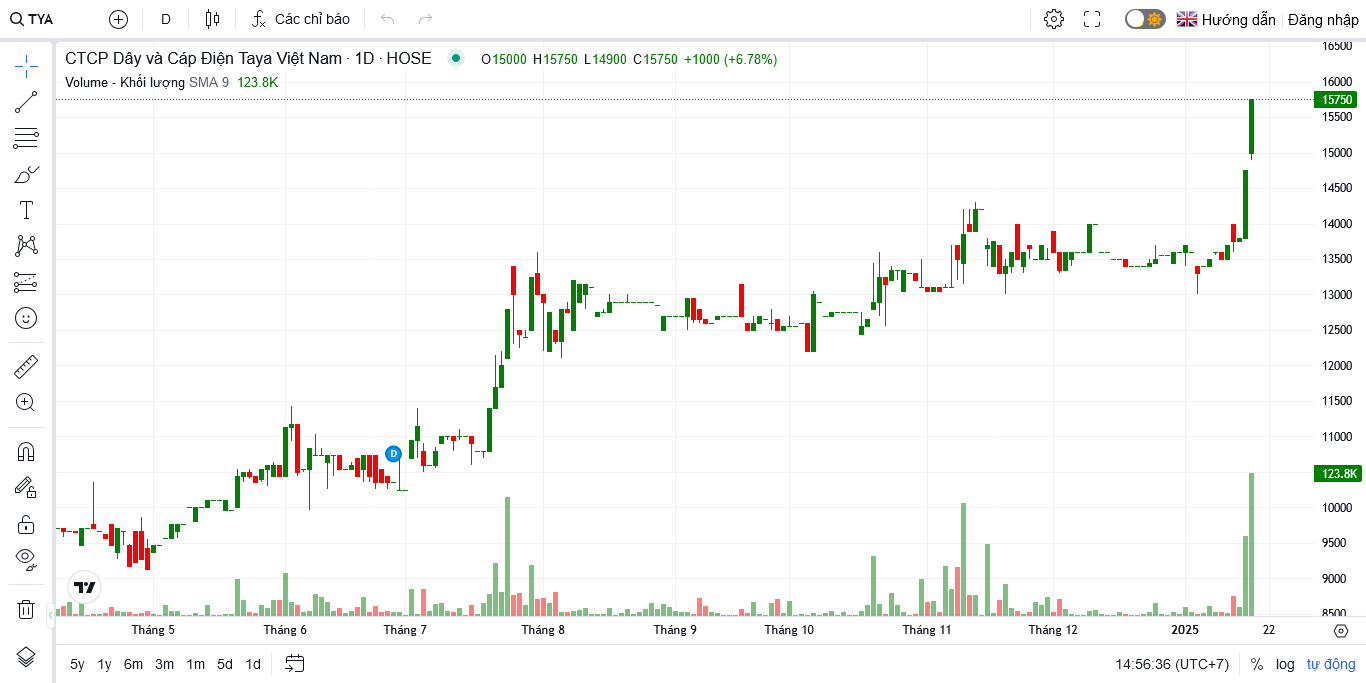 TYA D Các chỉ báo Hướng dẫn Đăng nhập
CTCP Dây và Cáp Điện Taya Việt Nam · 1D · HOSE O15000 H15750 L14900 C15750 +1000 (+6.78%)
Volume - Khối lượng SMA 9 123.8K
16500
16000
15750
15500
15000
14500
14000
13500
13000
12500
12000
11500
11000
D
123.8K
10000
9500
9000
8500
Tháng 5 Tháng 6 Tháng 7 Tháng 8 Tháng 9 Tháng 10 Tháng 11 Tháng 12 2025 22
5y 1y 6m 3m 1m 5d 1d 14:56:36 (UTC+7) % log tự động